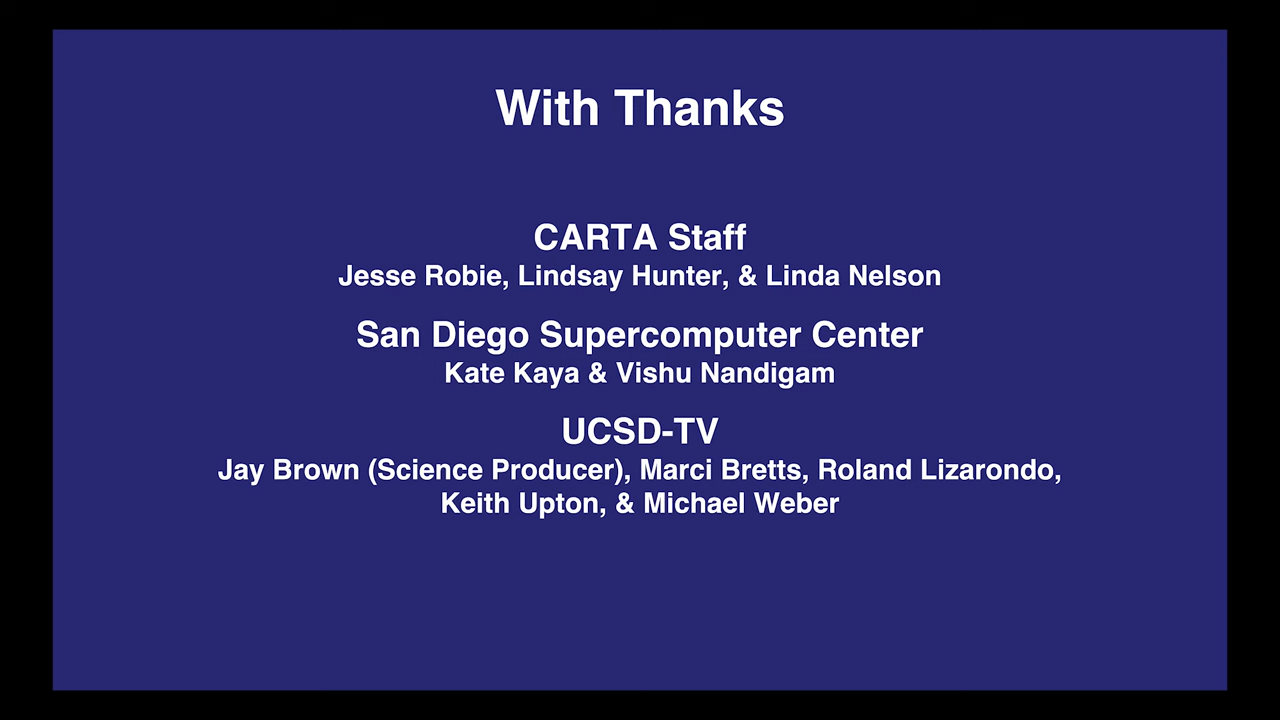 With Thanks
CARTA Staff
Jesse Robie, Lindsay Hunter, & Linda Nelson
San Diego Supercomputer Center
Kate Kaya & Vishu Nandigam
UCSD-TV
Jay Brown (Science Producer), Marci Bretts, Roland Lizarondo,
Keith Upton, & Michael Weber